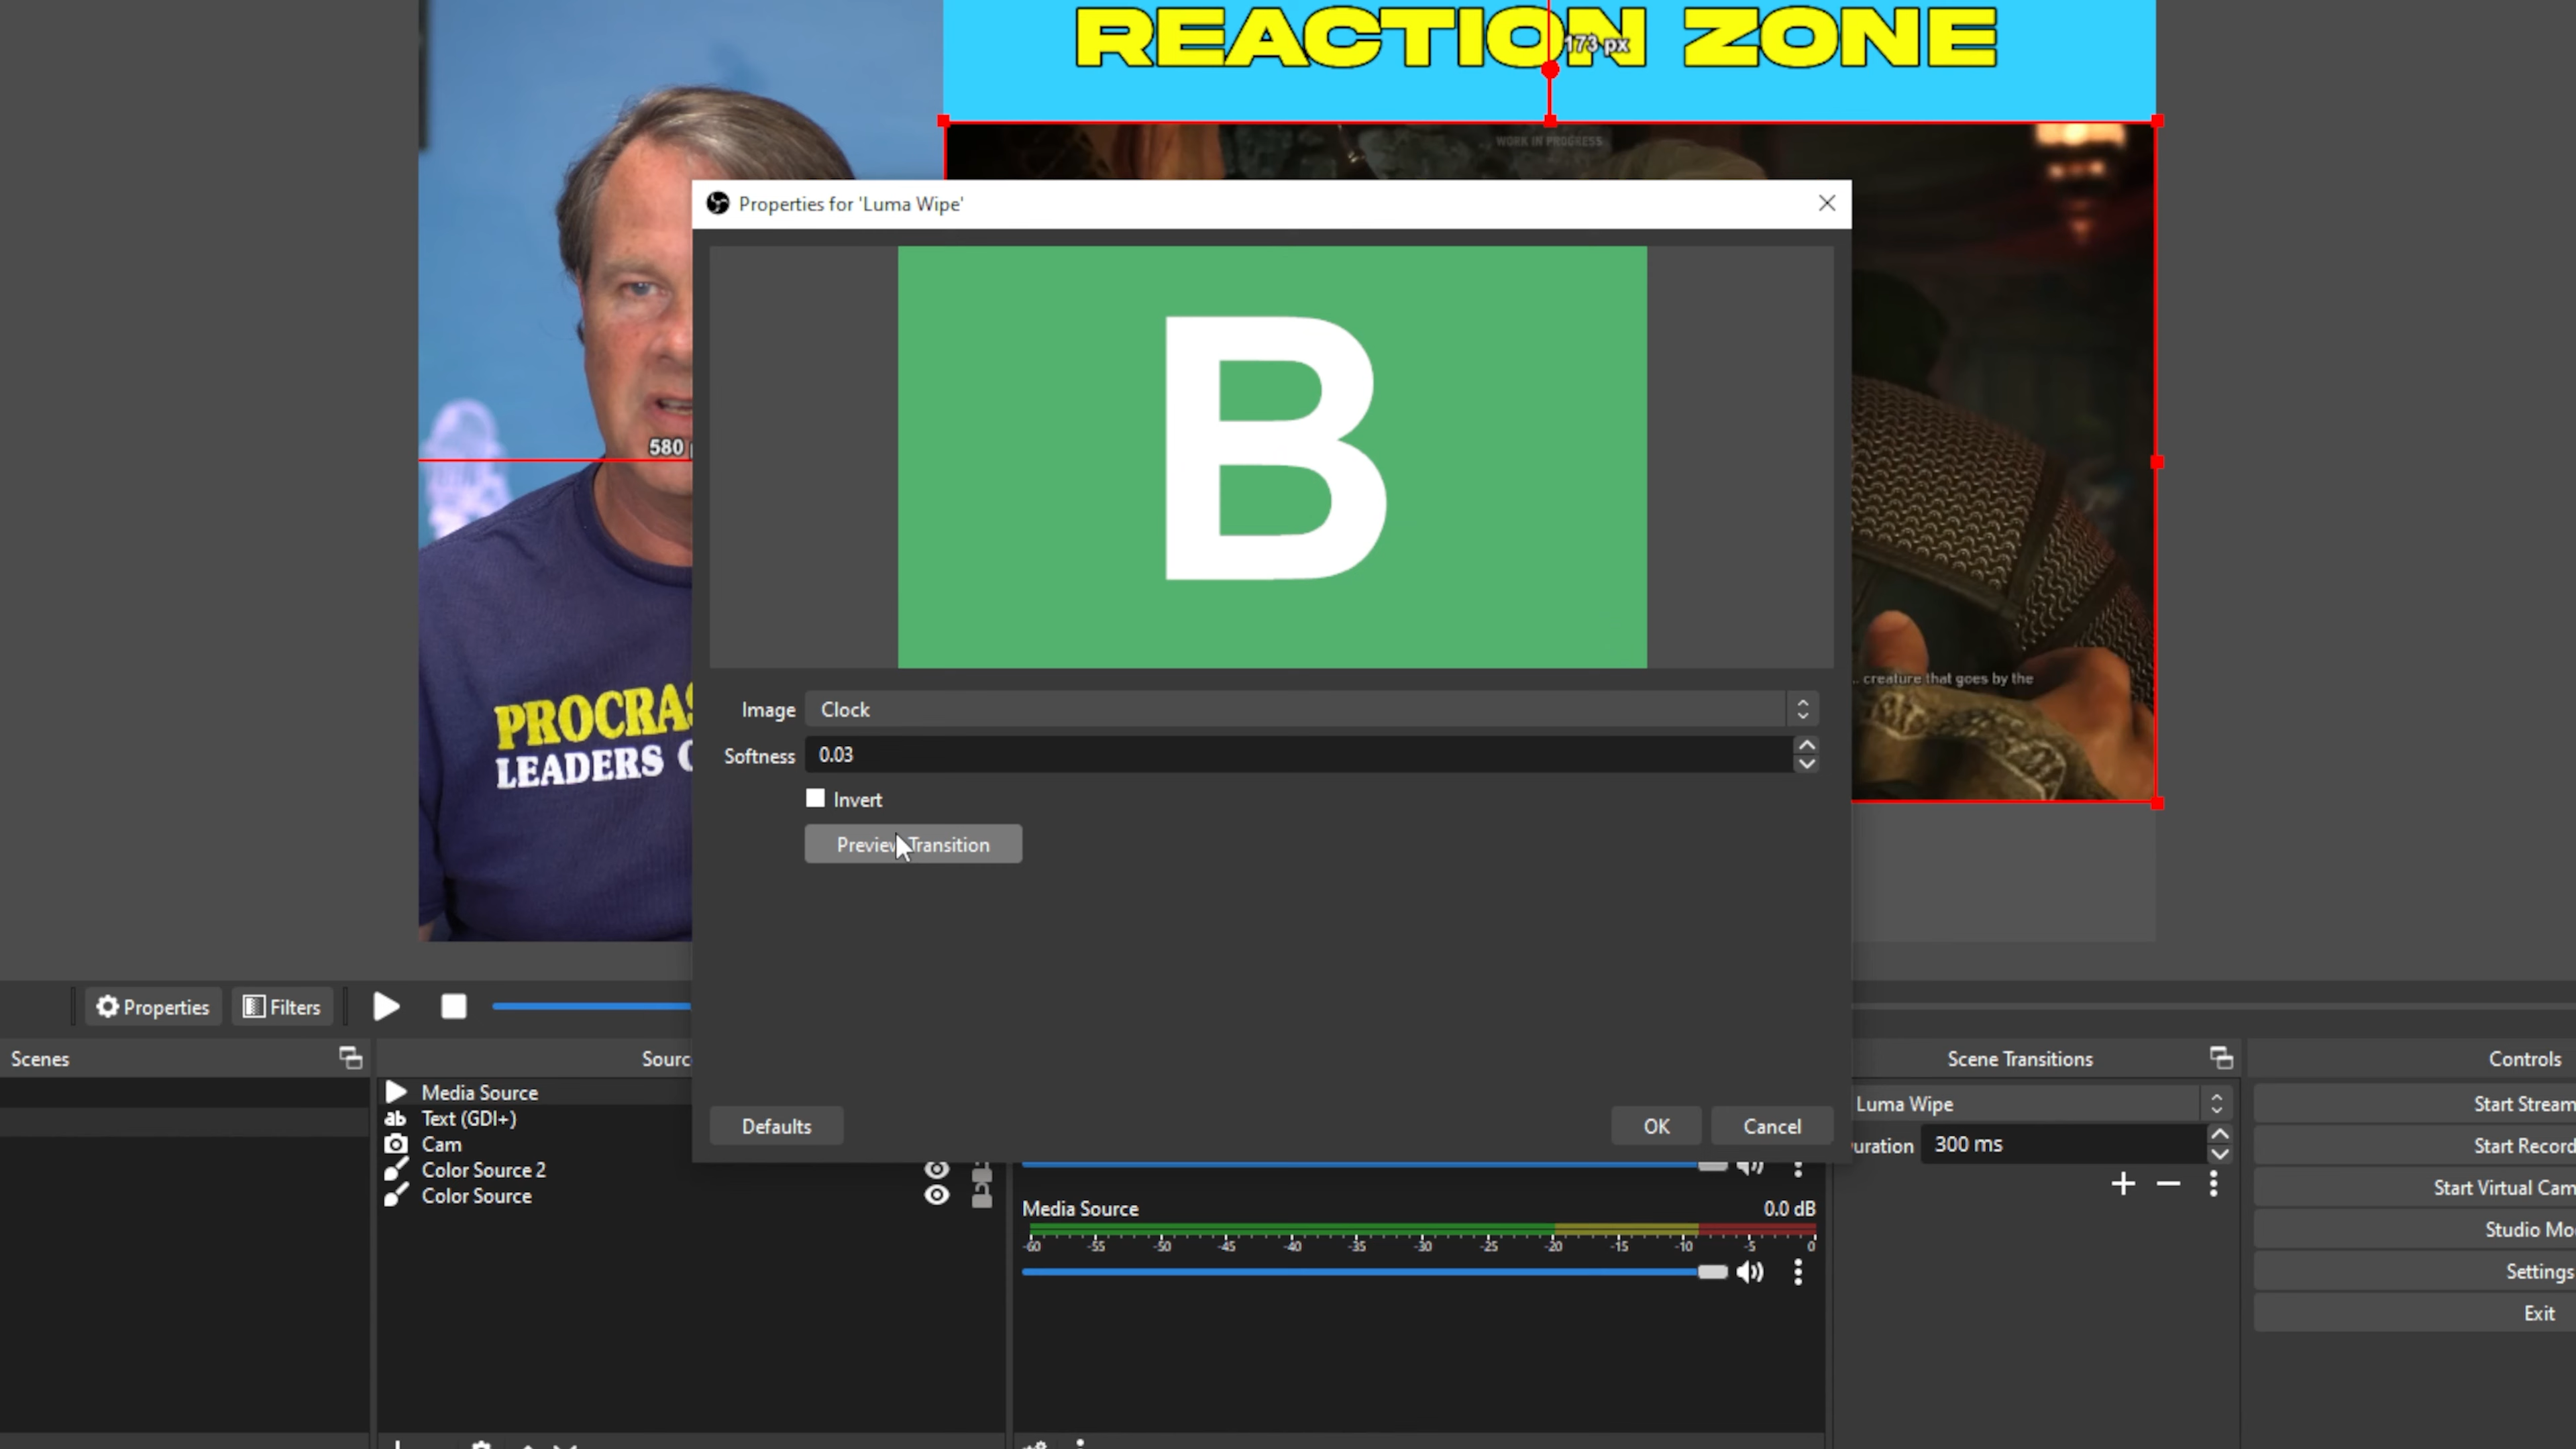 REACTION ZONE
173 px
WORK IN PROGRESS
Properties for 'Luma Wipe'
B
580
PROCRAS
LEADERS O
creature that goes by the
Image
Clock
Softness
0.03
Invert
Preview Transition
Defaults
OK
Cancel
Properties
Filters
Scenes
Sourc
Scene Transitions
Controls
Media Source
Text (GDI+)
Cam
Color Source 2
Color Source
Luma Wipe
uration
300 ms
Media Source
0.0 dB
-60 -55 -50 -45 -40 -35 -30 -25 -20 -15 -10 -5 0
Start Stream
Start Record
Start Virtual Cam
Studio Mo
Settings
Exit